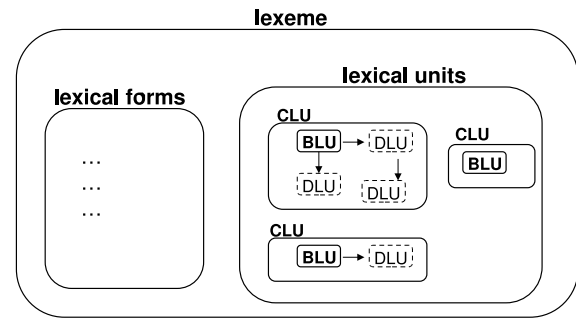 lexeme
lexical units
lexical forms
CLU
BLU DLU
DLU DLU
CLU
BLU
...
...
...
CLU
BLU DLU